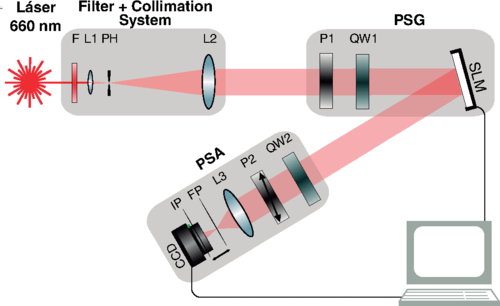 Láser
660 nm
Filter + Collimation
System
F L1 PH
L2
PSG
P1 QW1
SLM
PSA
QW2
P2
L3
FP
IP
CCD